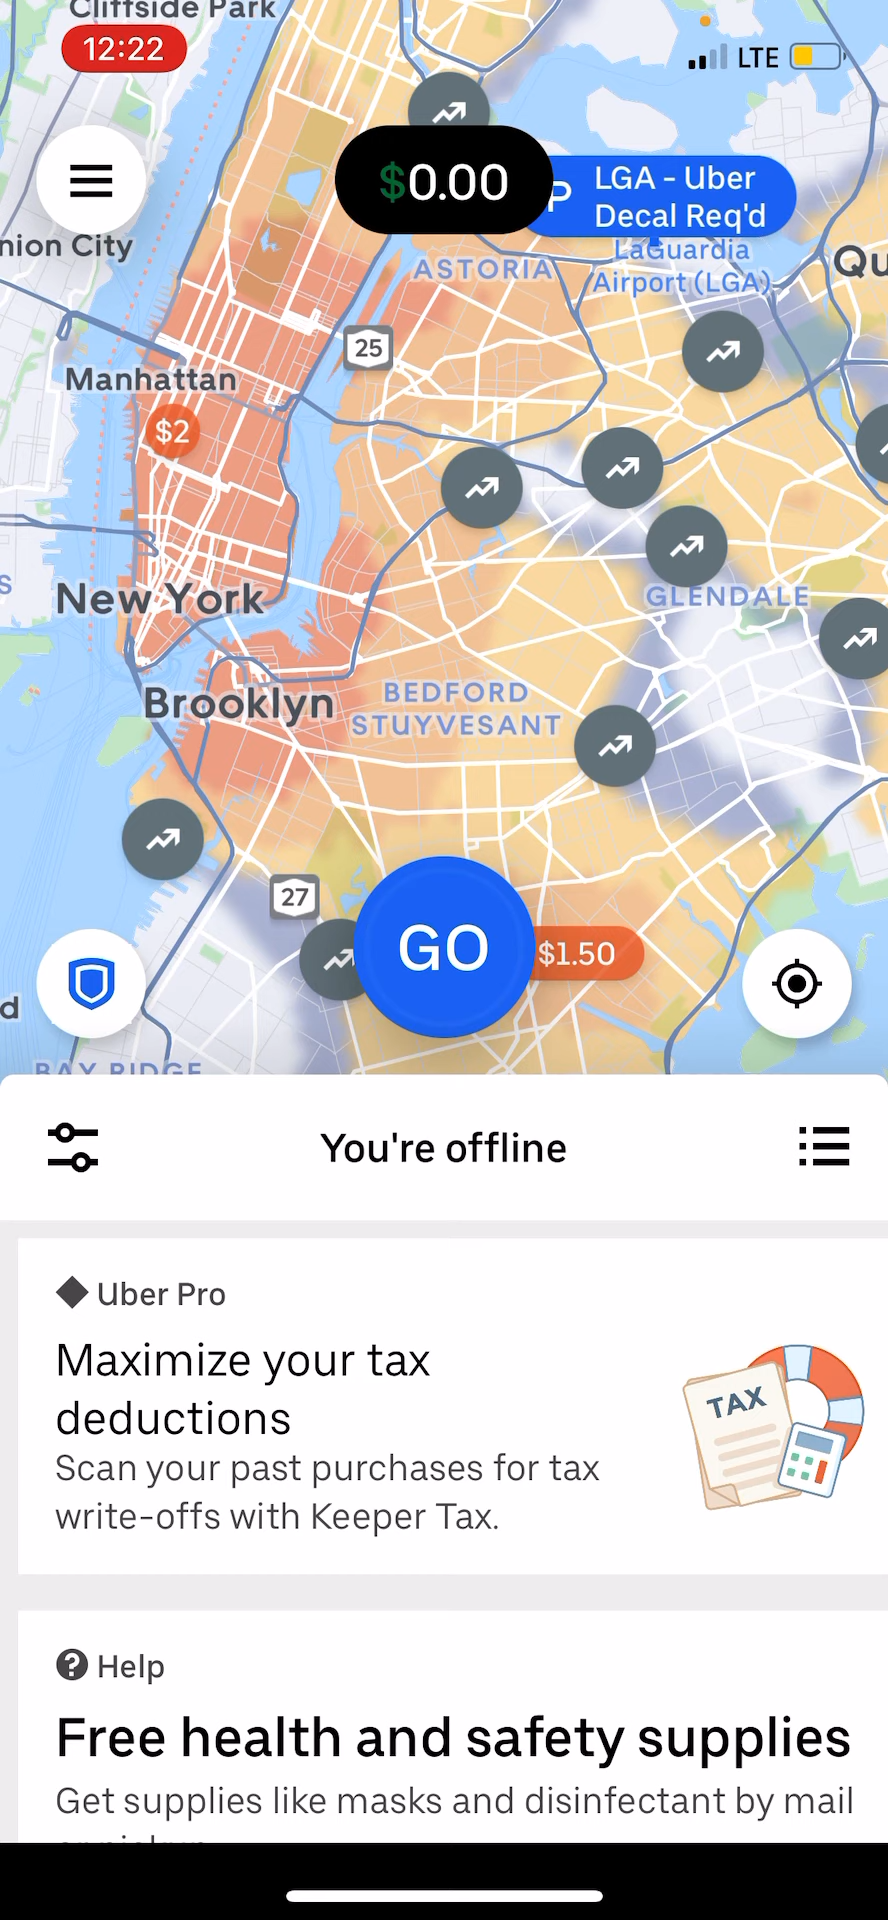 Cliffside Park
12:22
LTE
$0.00
LGA - Uber
Decal Req'd
nion City
LaGuardia
Airport (LGA)
Qu
ASTORIA
25
Manhattan
$2
S
New York
GLENDALE
Brooklyn
BEDFORD
STUYVESANT
27
GO
$1.50
d
BAY RIDGE
You're offline
Uber Pro
Maximize your tax
deductions
Scan your past purchases for tax
write-offs with Keeper Tax.
TAX
Help
Free health and safety supplies
Get supplies like masks and disinfectant by mail